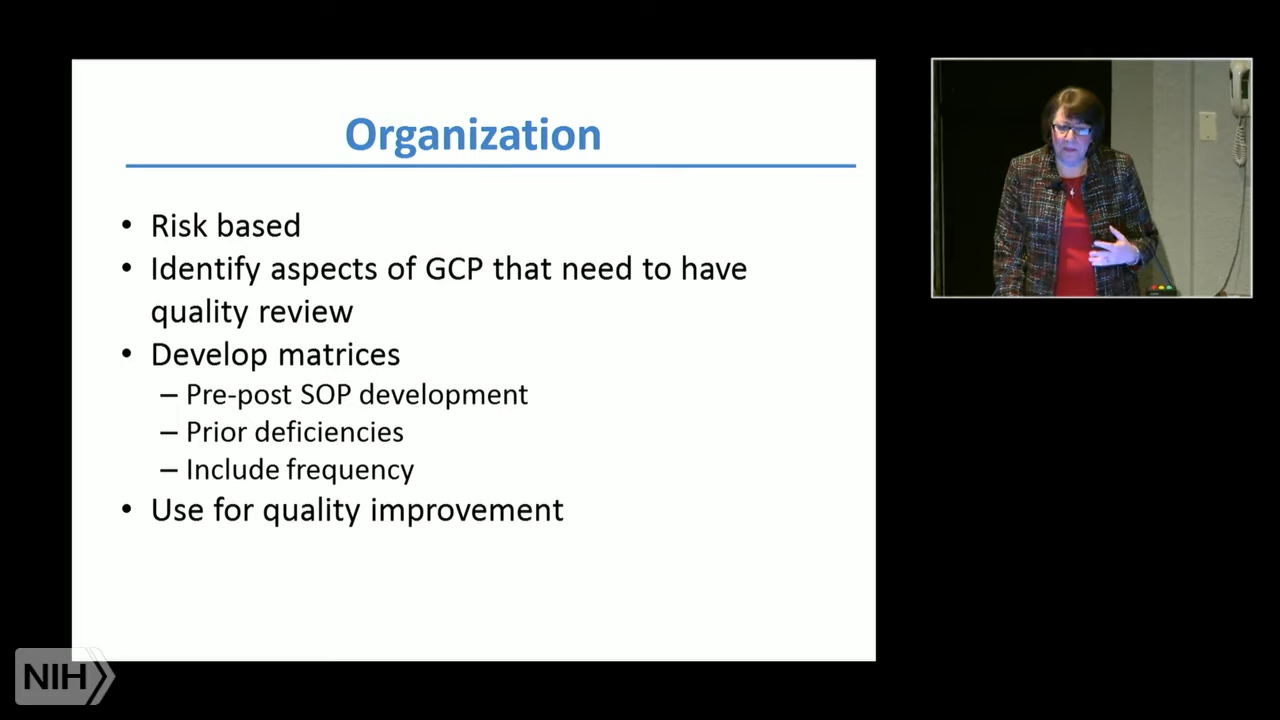 Organization
• Risk based
• Identify aspects of GCP that need to have
quality review
• Develop matrices
– Pre-post SOP development
– Prior deficiencies
– Include frequency
• Use for quality improvement
NIH